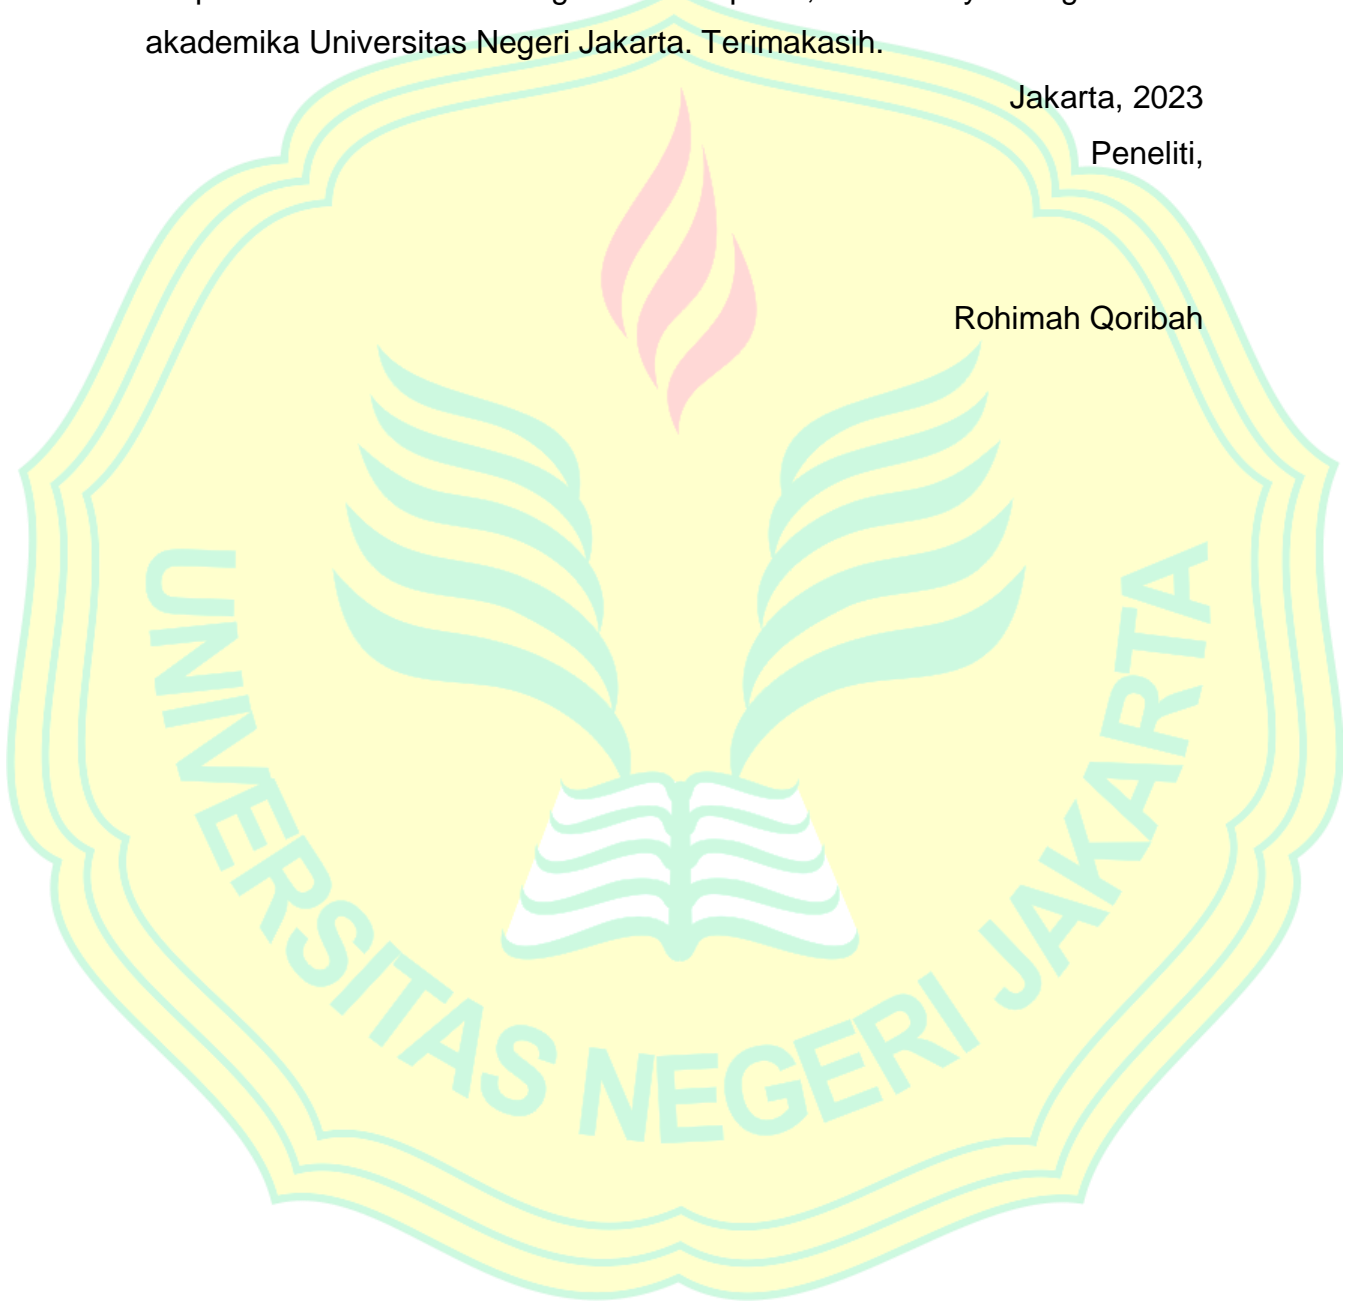 akademika Universitas Negeri Jakarta. Terimakasih.
Jakarta, 2023
Peneliti,
Rohimah Qoribah
UNIVERSITAS NEGERI JAKARTA